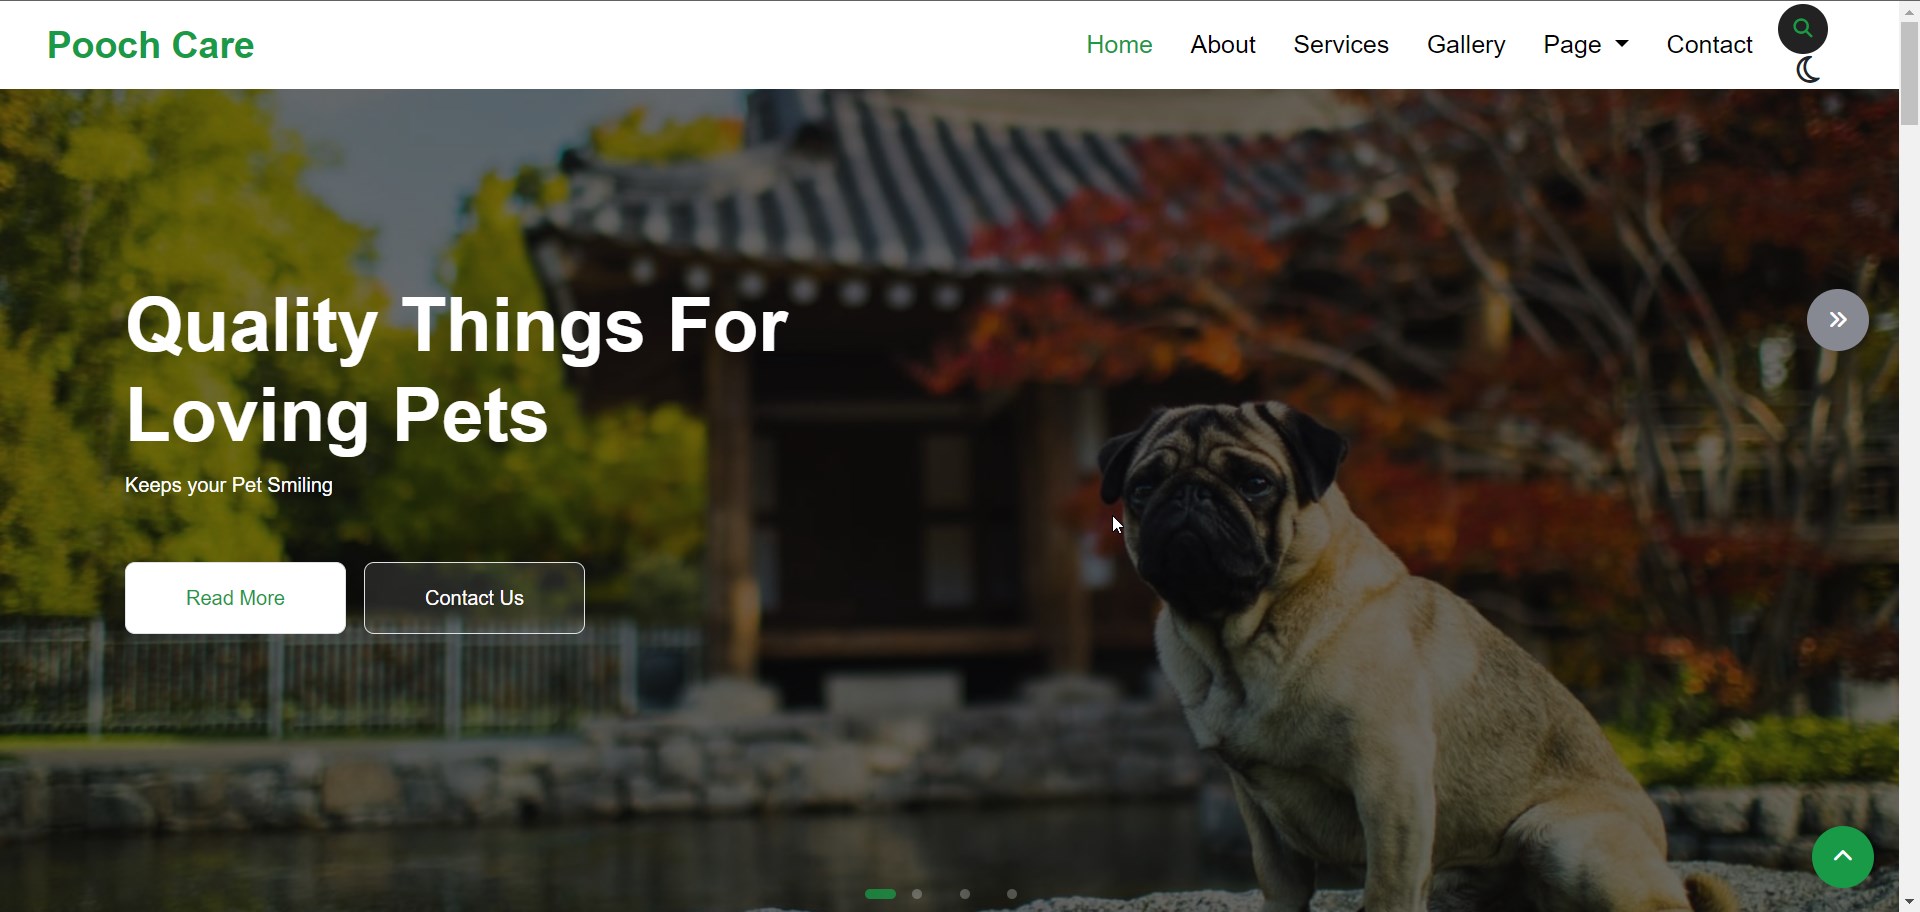 Pooch Care
Home About Services Gallery Page Contact
Quality Things For
Loving Pets
Keeps your Pet Smiling
Read More Contact Us